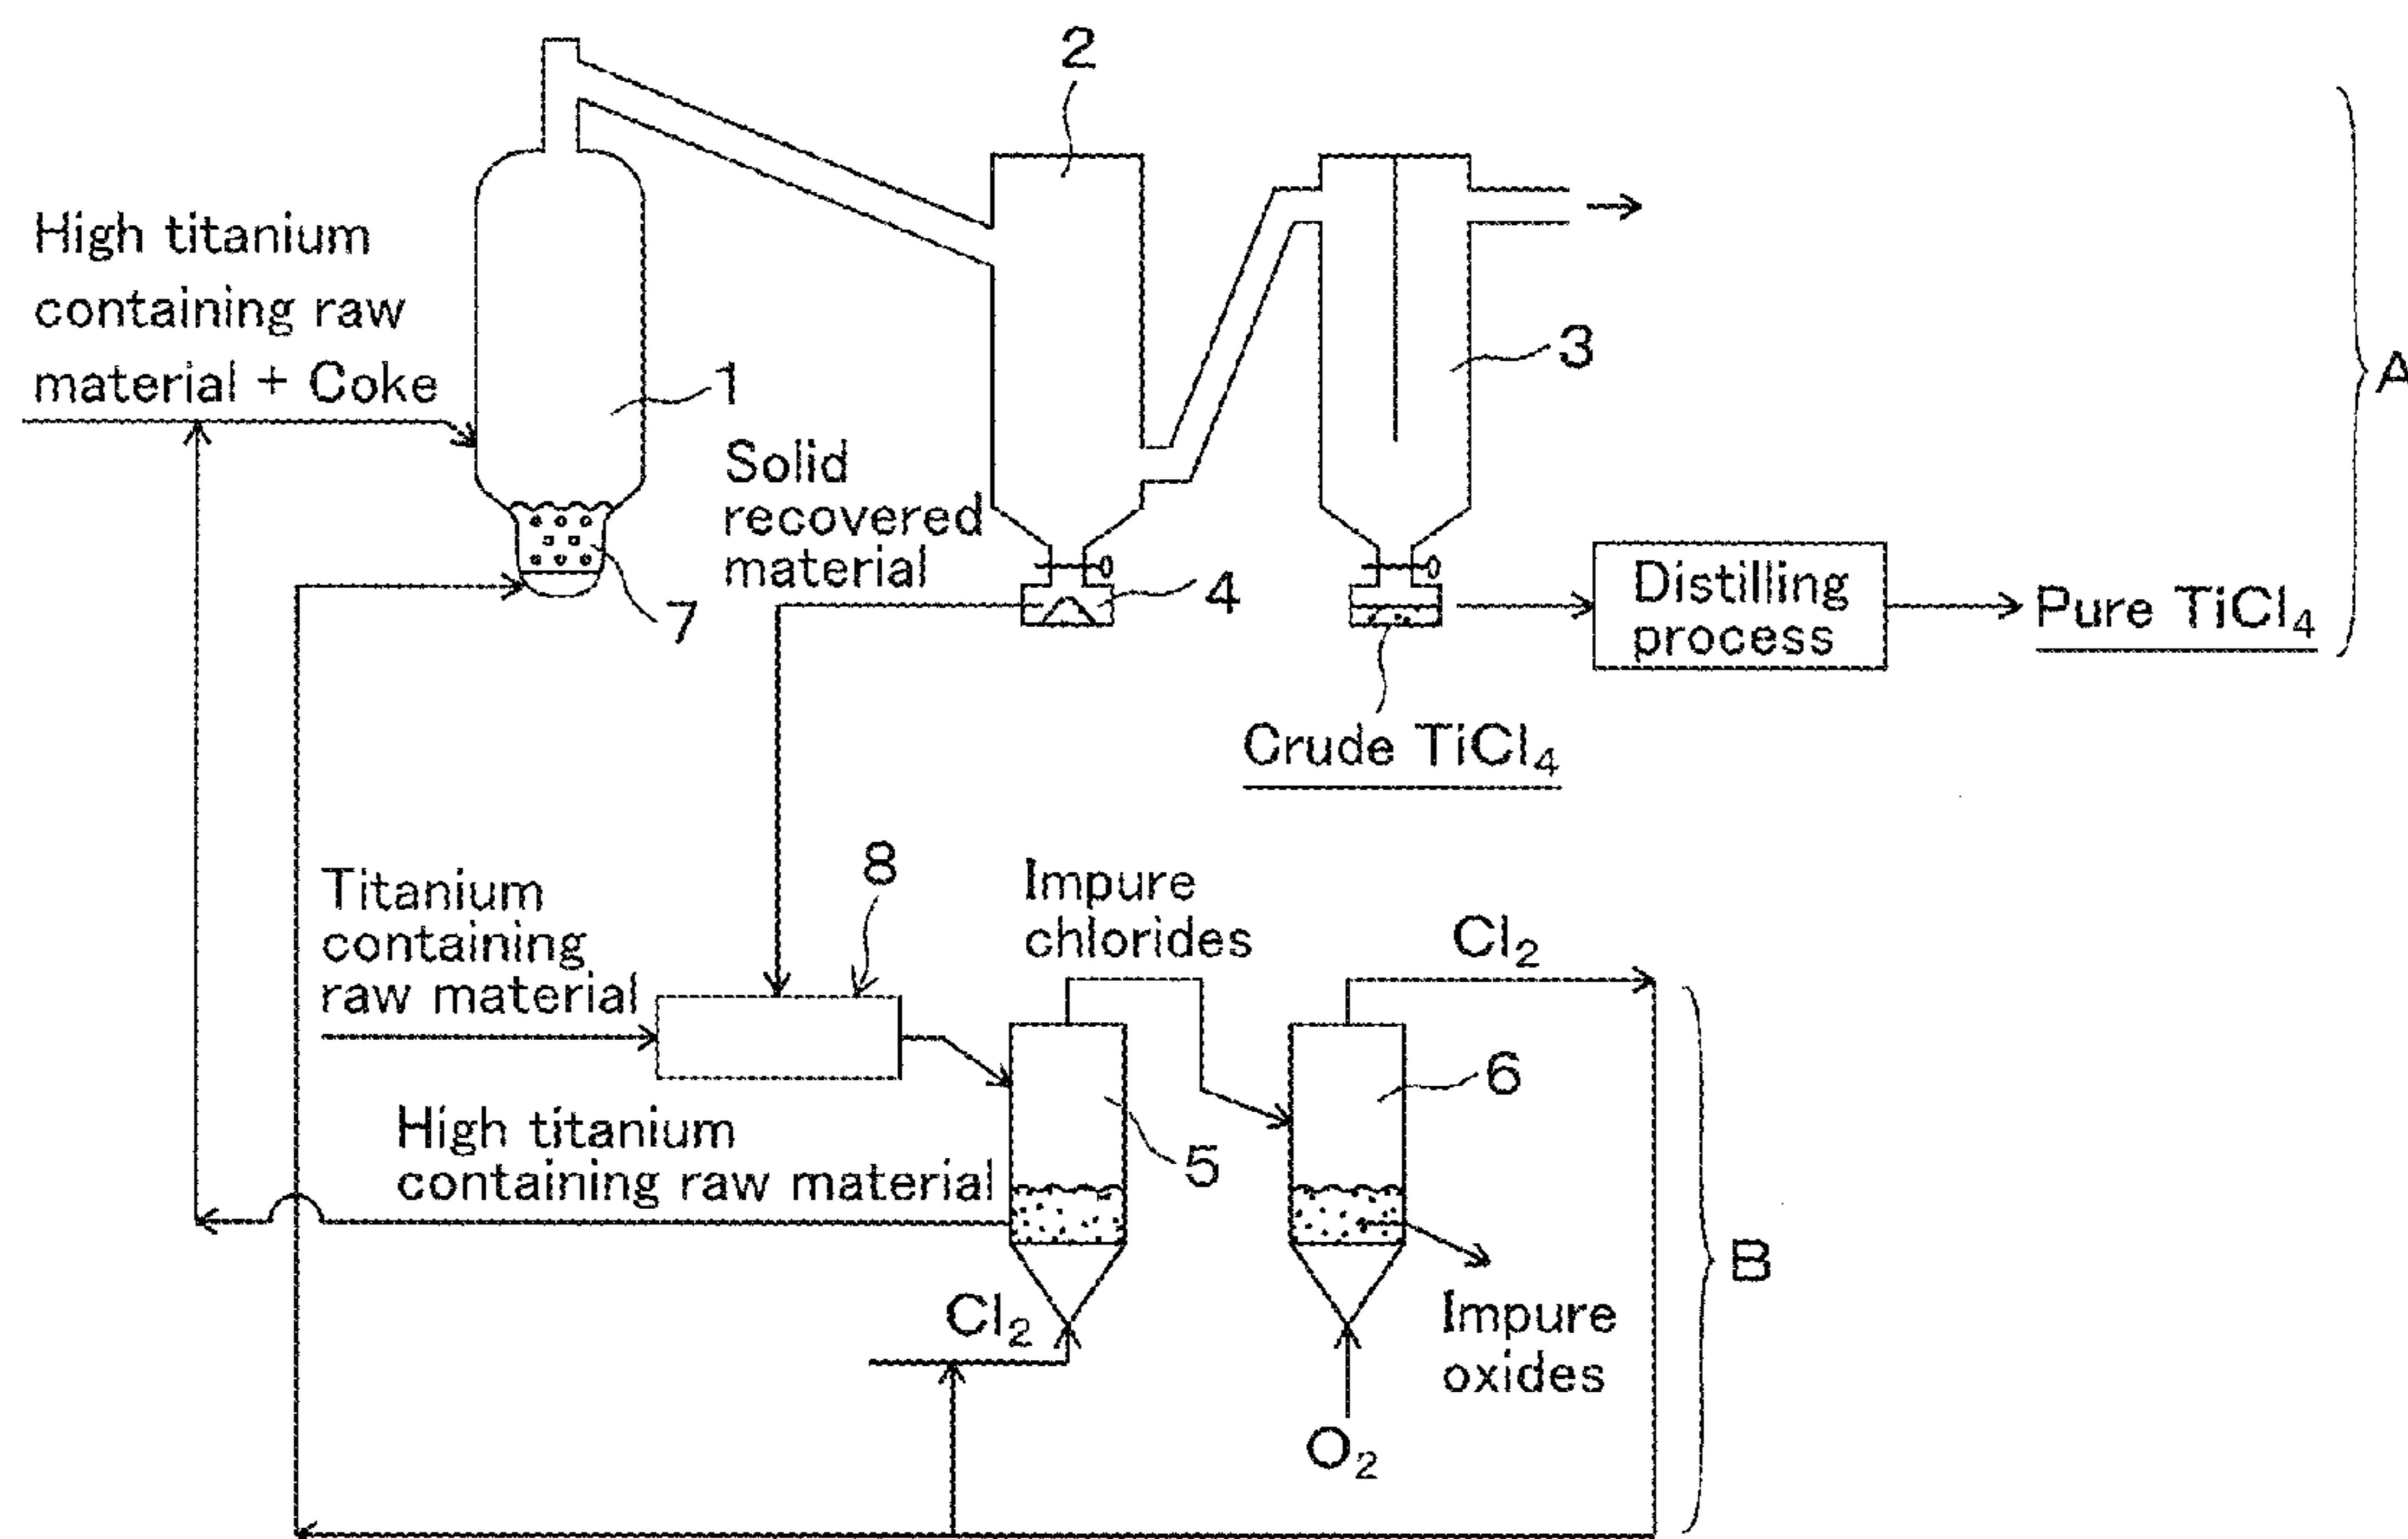 2
High titanium
containing raw
material + Coke
1
3
A
Solid
recovered
material
7
4
Distilling
process
Pure TiCl₄
Crude TiCl₄
8
Titanium
containing
raw material
Impure
chlorides
Cl₂
6
5
High titanium
containing raw material
B
Cl₂
Impure
oxides
O₂